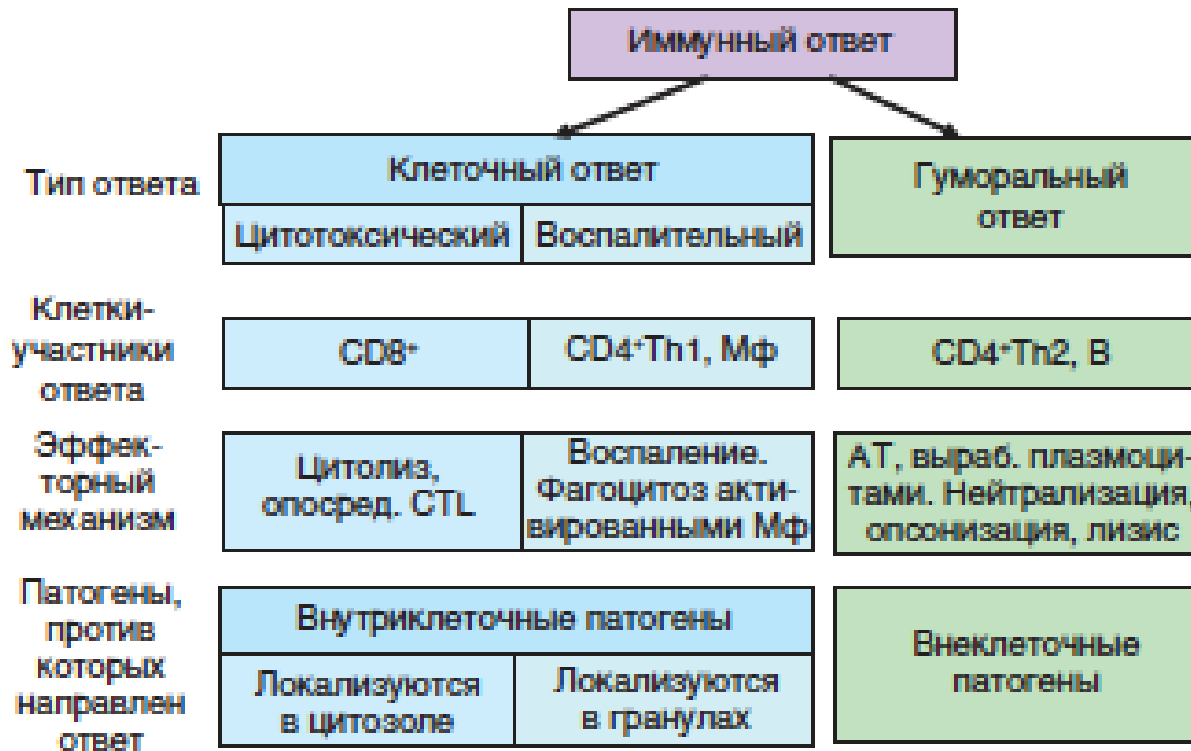 Иммунный ответ
Тип ответа
Клеточный ответ
Цитотоксический
Воспалительный
Гуморальный
ответ
Клетки-
участники
ответа
CD8⁺
CD4⁺Th1, Мф
CD4⁺Th2, B
Эффек-
торный
механизм
Цитолиз,
опосред. CTL
Воспаление.
Фагоцитоз акти-
вированными Мф
АТ, выраб. плазмоци-
тами. Нейтрализация,
опсонизация, лизис
Патогены,
против
которых
направлен
ответ
Внутриклеточные патогены
Локализуются
в цитозоле
Локализуются
в гранулах
Внеклеточные
патогены